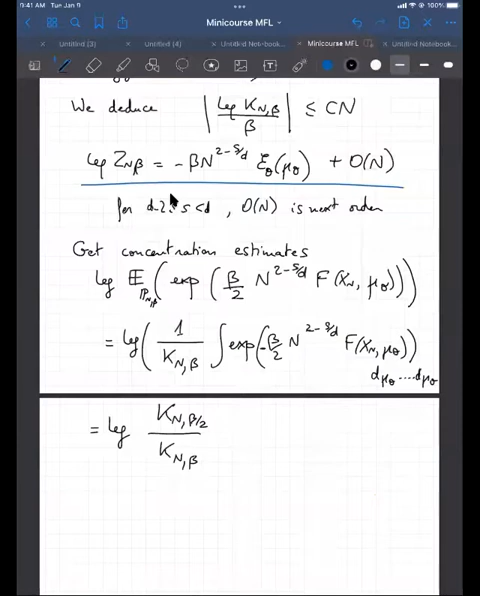 9:41 AM Tue Jan 9
100%
Minicourse MFL
Untitled (3)
Untitled (4)
Untitled Notebook...
Minicourse MFL
Untitled Notebook...
We deduce | log K_{N,β} / β | ≤ CN
log Z_{Nβ} = -βN^{2-s/d} ℰ_θ(μ_θ) + O(N)
for d-2 s<d, O(N) is next order
Get concentration estimates
log 𝔼_{ℙ_{N,β}} ( exp ( β/2 N^{2-s/d} F(X_N, μ_θ) ) )
= log ( 1 / K_{N,β} ∫ exp ( -β/2 N^{2-s/d} F(X_N, μ_θ) )
dμ_θ....dμ_θ
= log K_{N,β/2} / K_{N,β}